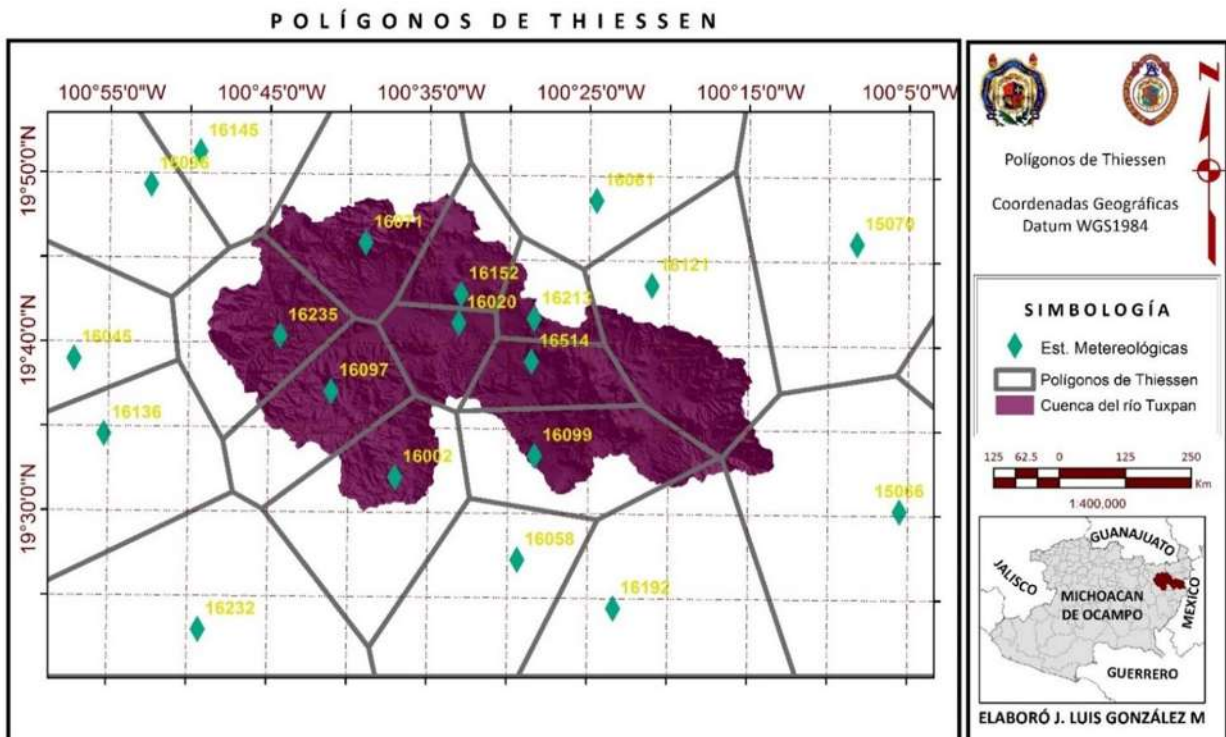 POLÍGONOS DE THIESSEN
100°55'0"W 100°45'0"W 100°35'0"W 100°25'0"W 100°15'0"W 100°5'0"W
19°50'0"N
19°40'0"N
19°30'0"N
16145
16061
16071
15070
16152
16121
16020
16213
16235
16514
16045
16097
16136
16099
16002
15066
16058
16192
16232
Polígonos de Thiessen
Coordenadas Geográficas
Datum WGS1984
SIMBOLOGÍA
Est. Metereológicas
Polígonos de Thiessen
Cuenca del río Tuxpan
125 62.5 0 125 250
Km
1:400,000
GUANAJUATO
JALISCO
MICHOACAN
DE OCAMPO
MEXICO
GUERRERO
ELABORÓ J. LUIS GONZÁLEZ M